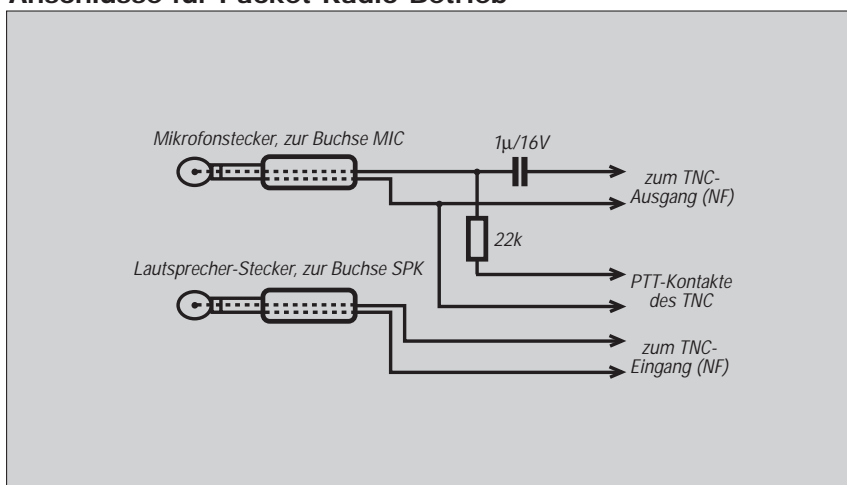 Anschlüsse für Packet-Radio-Betrieb
Mikrofonstecker, zur Buchse MIC
1µ/16V
zum TNC-
Ausgang (NF)
22k
Lautsprecher-Stecker, zur Buchse SPK
PTT-Kontakte
des TNC
zum TNC-
Eingang (NF)